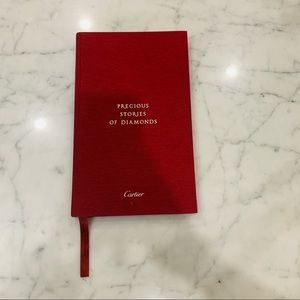 PRECIOUS
STORIES
OF DIAMONDS
Cartier